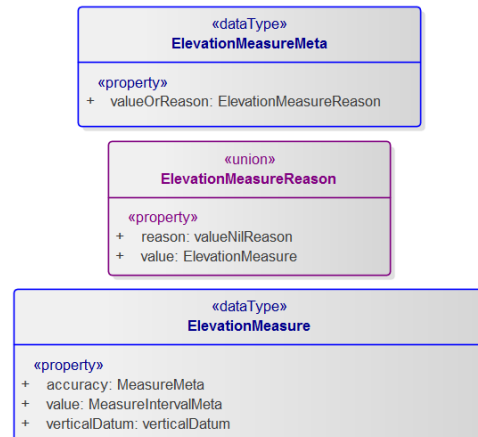 «dataType»
ElevationMeasureMeta
«property»
+ valueOrReason: ElevationMeasureReason
«union»
ElevationMeasureReason
«property»
+ reason: valueNilReason
+ value: ElevationMeasure
«dataType»
ElevationMeasure
«property»
+ accuracy: MeasureMeta
+ value: MeasureIntervalMeta
+ verticalDatum: verticalDatum